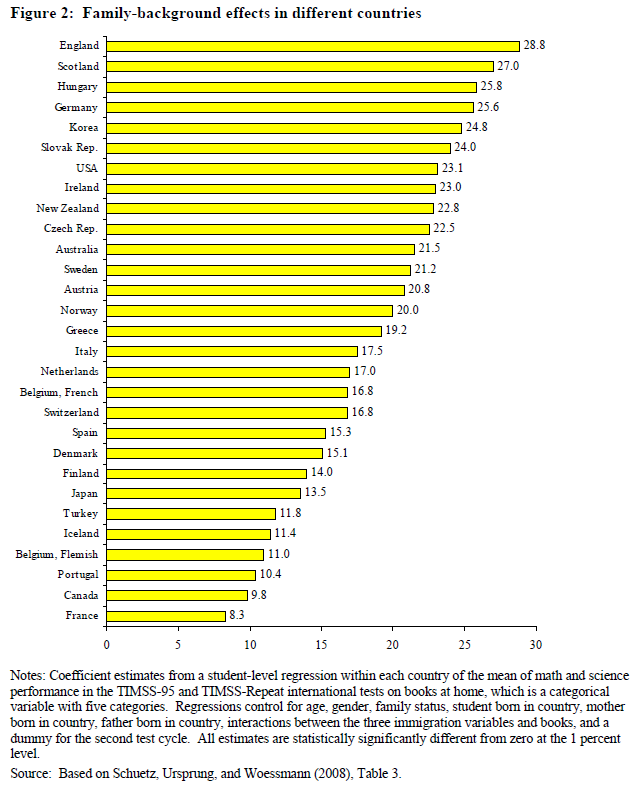 Figure 2: Family-background effects in different countries
England 28.8
Scotland 27.0
Hungary 25.8
Germany 25.6
Korea 24.8
Slovak Rep. 24.0
USA 23.1
Ireland 23.0
New Zealand 22.8
Czech Rep. 22.5
Australia 21.5
Sweden 21.2
Austria 20.8
Norway 20.0
Greece 19.2
Italy 17.5
Netherlands 17.0
Belgium, French 16.8
Switzerland 16.8
Spain 15.3
Denmark 15.1
Finland 14.0
Japan 13.5
Turkey 11.8
Iceland 11.4
Belgium, Flemish 11.0
Portugal 10.4
Canada 9.8
France 8.3
0 5 10 15 20 25 30
Notes: Coefficient estimates from a student-level regression within each country of the mean of math and science
performance in the TIMSS-95 and TIMSS-Repeat international tests on books at home, which is a categorical
variable with five categories. Regressions control for age, gender, family status, student born in country, mother
born in country, father born in country, interactions between the three immigration variables and books, and a
dummy for the second test cycle. All estimates are statistically significantly different from zero at the 1 percent
level.
Source: Based on Schuetz, Ursprung, and Woessmann (2008), Table 3.